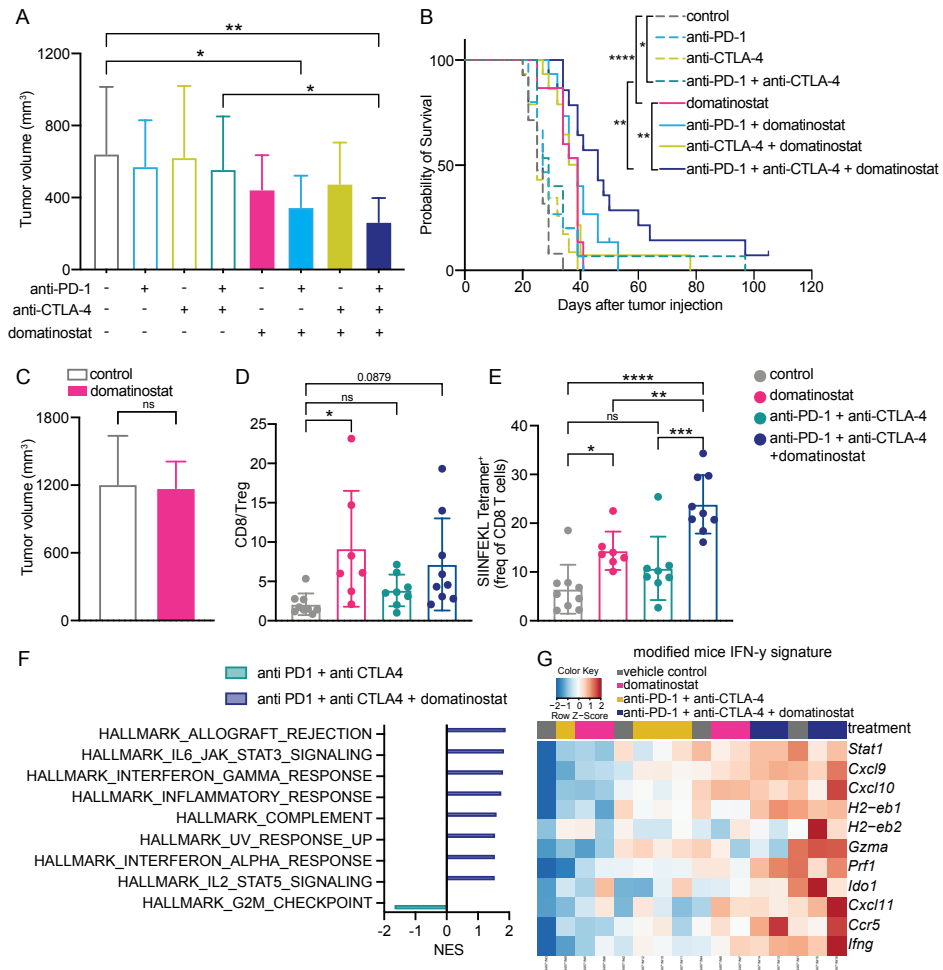 A
**
*
*
1200
800
400
0
Tumor volume (mm³)
anti-PD-1 - + - + - + - +
anti-CTLA-4 - - + + - - + +
domatinostat - - - - + + + +
B
control
anti-PD-1
anti-CTLA-4
anti-PD-1 + anti-CTLA-4
domatinostat
anti-PD-1 + domatinostat
anti-CTLA-4 + domatinostat
anti-PD-1 + anti-CTLA-4 + domatinostat
****
*
**
**
100
50
0
Probability of Survival
0 20 40 60 80 100 120
Days after tumor injection
C
control
domatinostat
ns
1800
1200
600
0
Tumor volume (mm³)
D
0.0879
ns
*
25
20
15
10
5
0
CD8/Treg
E
****
**
ns
***
*
40
30
20
10
0
SIINFEKL Tetramer⁺
(freq of CD8 T cells)
control
domatinostat
anti-PD-1 + anti-CTLA-4
anti-PD-1 + anti-CTLA-4
+domatinostat
F
anti PD1 + anti CTLA4
anti PD1 + anti CTLA4 + domatinostat
HALLMARK_ALLOGRAFT_REJECTION
HALLMARK_IL6_JAK_STAT3_SIGNALING
HALLMARK_INTERFERON_GAMMA_RESPONSE
HALLMARK_INFLAMMATORY_RESPONSE
HALLMARK_COMPLEMENT
HALLMARK_UV_RESPONSE_UP
HALLMARK_INTERFERON_ALPHA_RESPONSE
HALLMARK_IL2_STAT5_SIGNALING
HALLMARK_G2M_CHECKPOINT
-2 -1 0 1 2
NES
G
modified mice IFN-y signature
Color Key
−2−1 0 1 2
Row Z−Score
vehicle control
domatinostat
anti-PD-1 + anti-CTLA-4
anti-PD-1 + anti-CTLA-4 + domatinostat
treatment
Stat1
Cxcl9
Cxcl10
H2−eb1
H2−eb2
Gzma
Prf1
Ido1
Cxcl11
Ccr5
Ifng